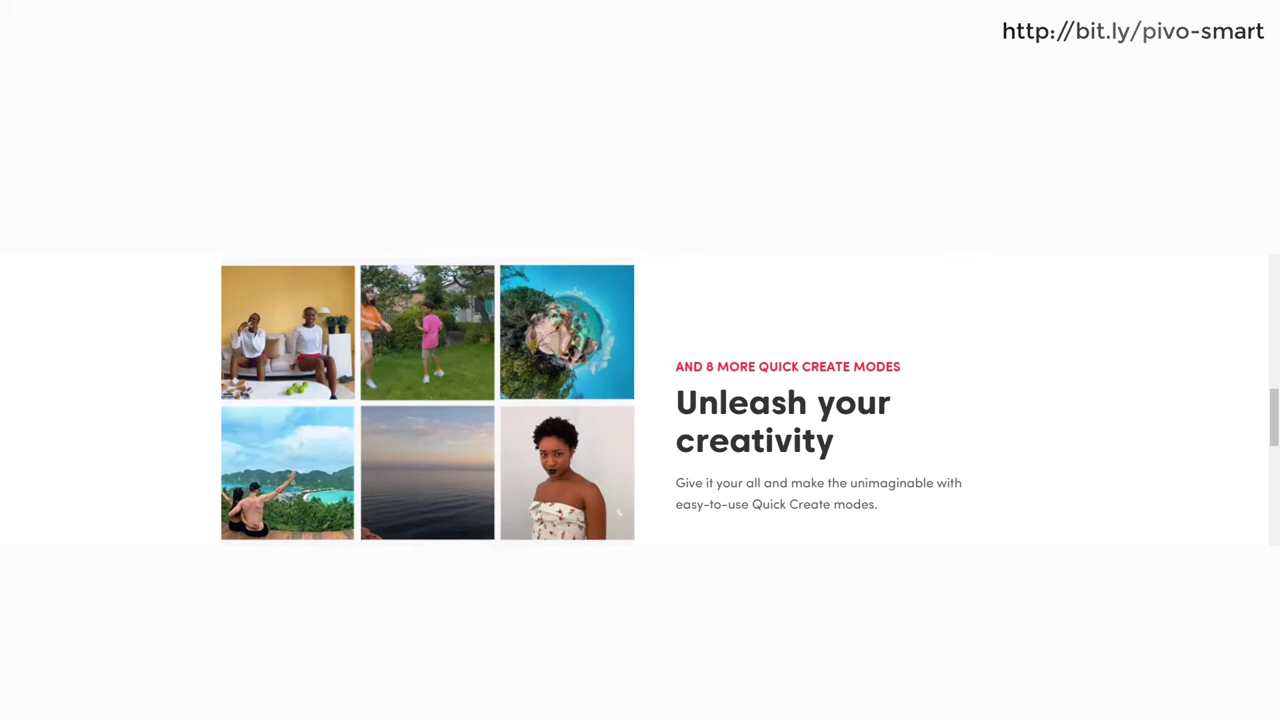 http://bit.ly/pivo-smart
AND 8 MORE QUICK CREATE MODES
Unleash your
creativity
Give it your all and make the unimaginable with
easy-to-use Quick Create modes.